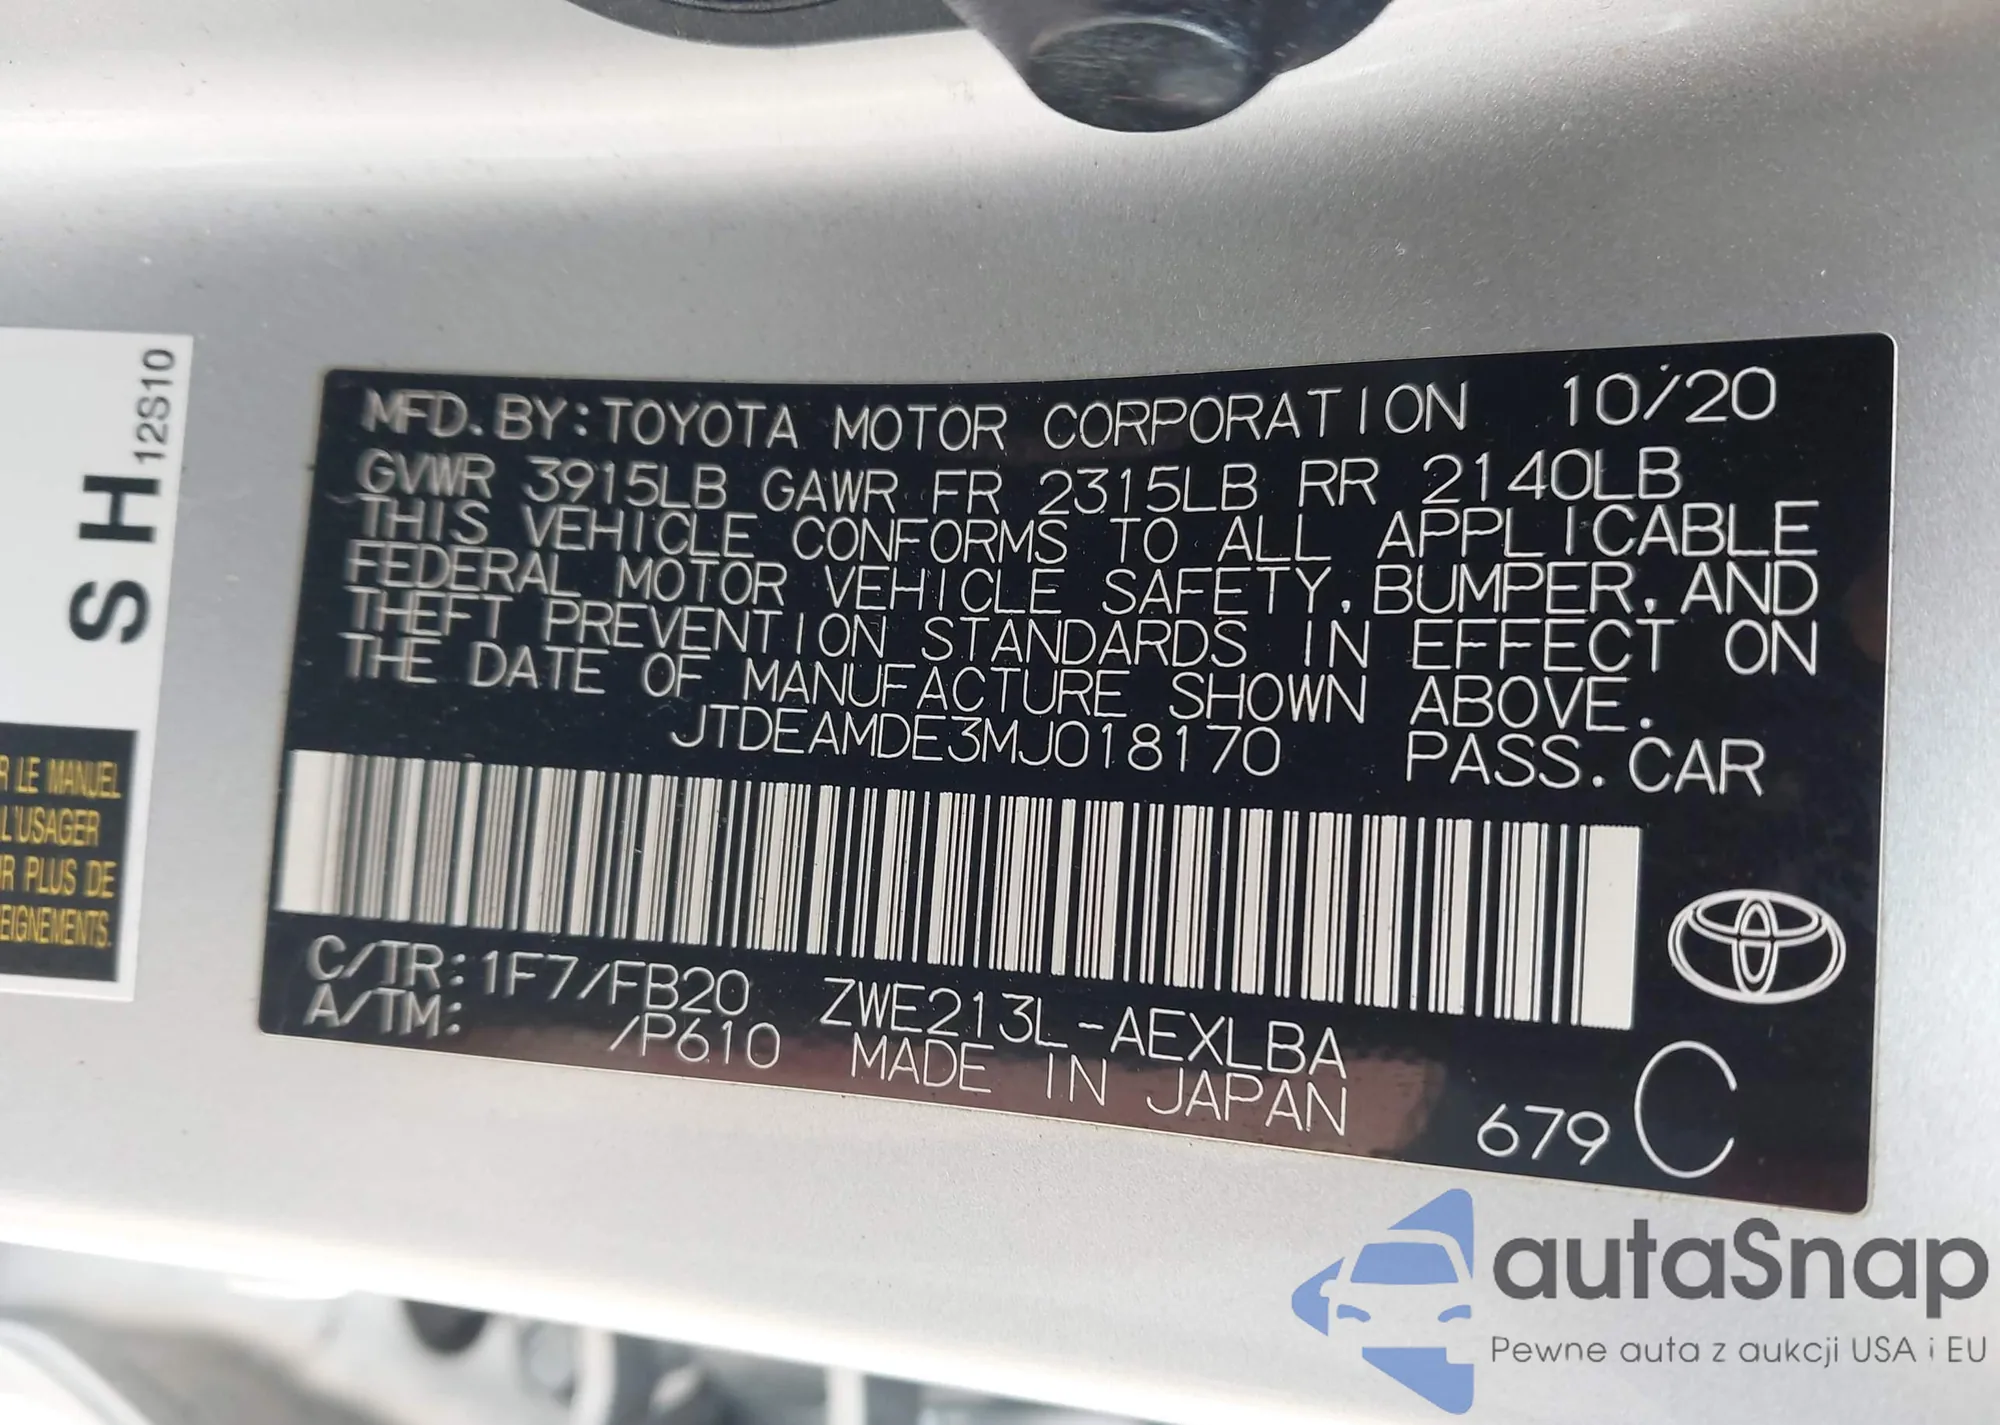 MFD. BY: TOYOTA MOTOR CORPORATION 10/20
GVWR 3915LB GAWR FR 2315LB RR 2140LB
THIS VEHICLE CONFORMS TO ALL APPLICABLE
FEDERAL MOTOR VEHICLE SAFETY, BUMPER, AND
THEFT PREVENTION STANDARDS IN EFFECT ON
THE DATE OF MANUFACTURE SHOWN ABOVE.
JTDEAMDE3MJ018170 PASS. CAR
C/TR: 1F7/FB20 ZWE213L-AEXLBA
A/TM: /P610 MADE IN JAPAN
679 C
SH
12S10
R LE MANUEL
L'USAGER
R PLUS DE
EIGNEMENTS.
autaSnap
Pewne auta z aukcji USA i EU